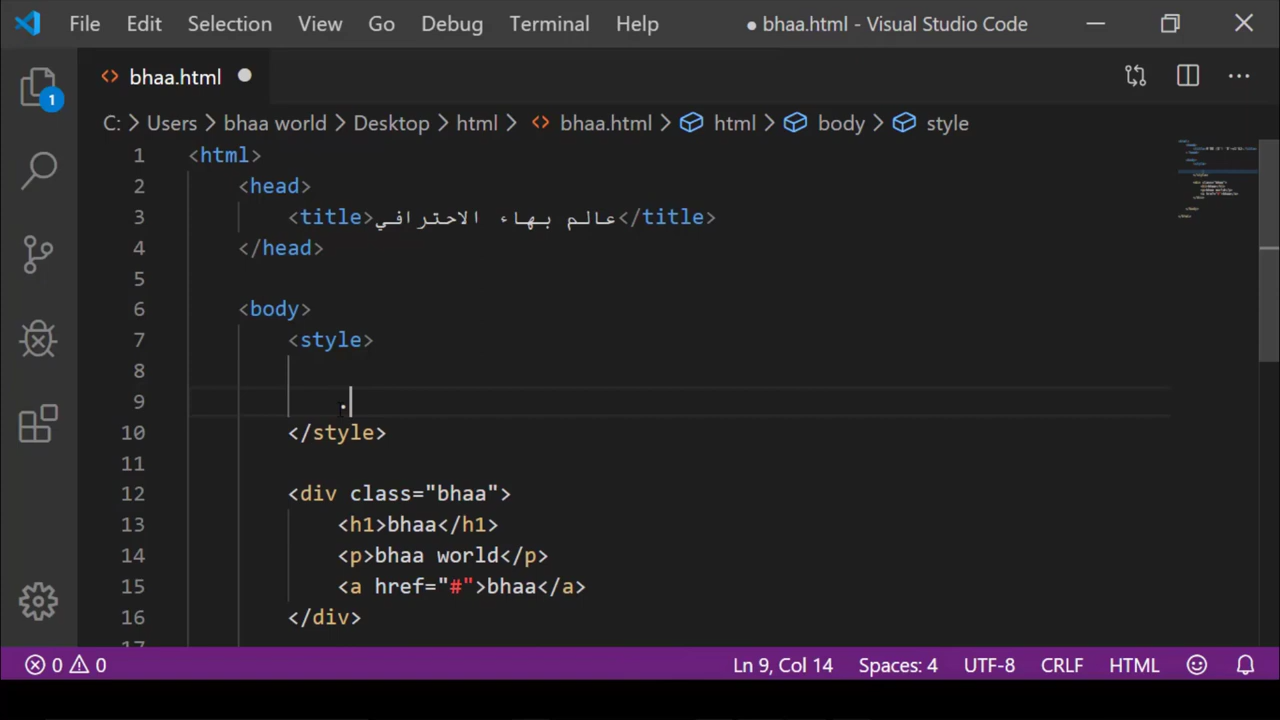 File Edit Selection View Go Debug Terminal Help ● bhaa.html - Visual Studio Code
bhaa.html
1
C: > Users > bhaa world > Desktop > html > bhaa.html > html > body > style
1 <html>
2 <head>
3 <title>عالم بهاء الاحترافي</title>
4 </head>
5
6 <body>
7 <style>
8
9 .
10 </style>
11
12 <div class="bhaa">
13 <h1>bhaa</h1>
14 <p>bhaa world</p>
15 <a href="#">bhaa</a>
16 </div>
17
0 0 Ln 9, Col 14 Spaces: 4 UTF-8 CRLF HTML